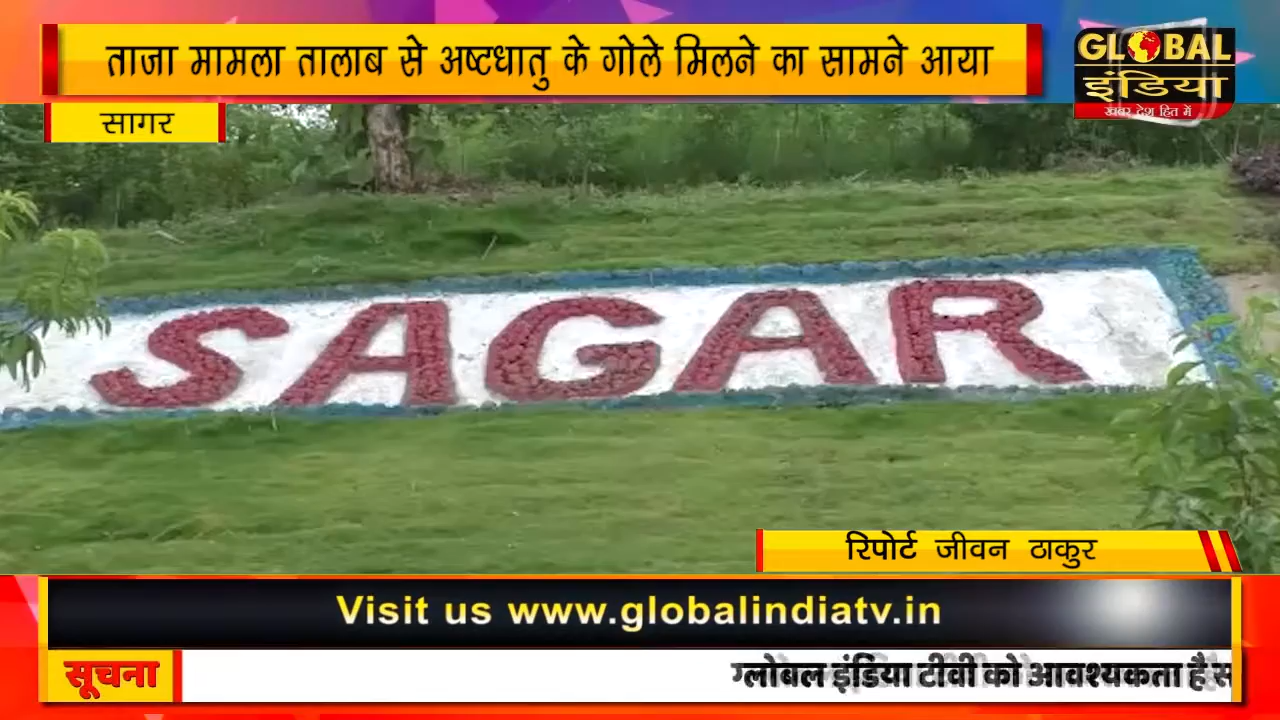 ताजा मामला तालाब से अष्टधातु के गोले मिलने का सामने आया
GLOBAL
इंडिया
खबर देश हित में
सागर
SAGAR
रिपोर्ट जीवन ठाकुर
Visit us www.globalindiatv.in
सूचना
ग्लोबल इंडिया टीवी को आवश्यकता है